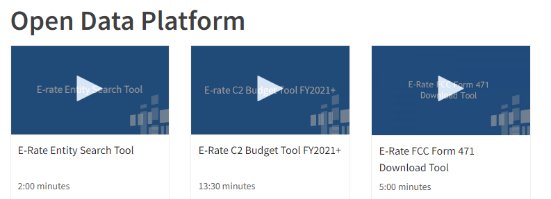 Open Data Platform
E-rate Entity Search Tool
E-rate C2 Budget Tool FY2021+
E-Rate FCC Form 471
Download Tool
E-Rate Entity Search Tool
E-Rate C2 Budget Tool FY2021+
E-Rate FCC Form 471
Download Tool
2:00 minutes
13:30 minutes
5:00 minutes